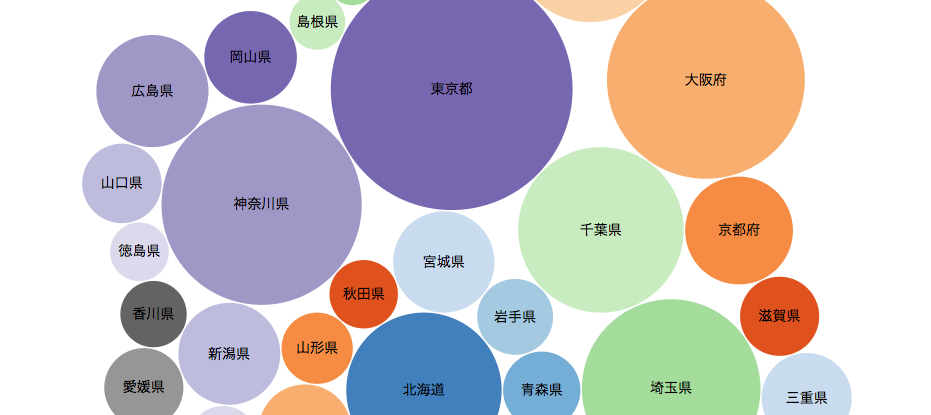 島根県
岡山県
大阪府
東京都
広島県
山口県
神奈川県
千葉県
京都府
徳島県
宮城県
秋田県
香川県
岩手県
滋賀県
新潟県
山形県
愛媛県
北海道
青森県
埼玉県
三重県